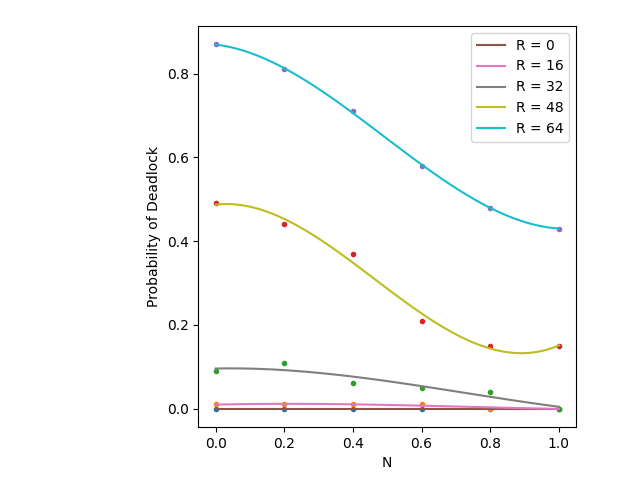 R = 0
R = 16
R = 32
R = 48
R = 64
Probability of Deadlock
0.8
0.6
0.4
0.2
0.0
0.0 0.2 0.4 0.6 0.8 1.0
N